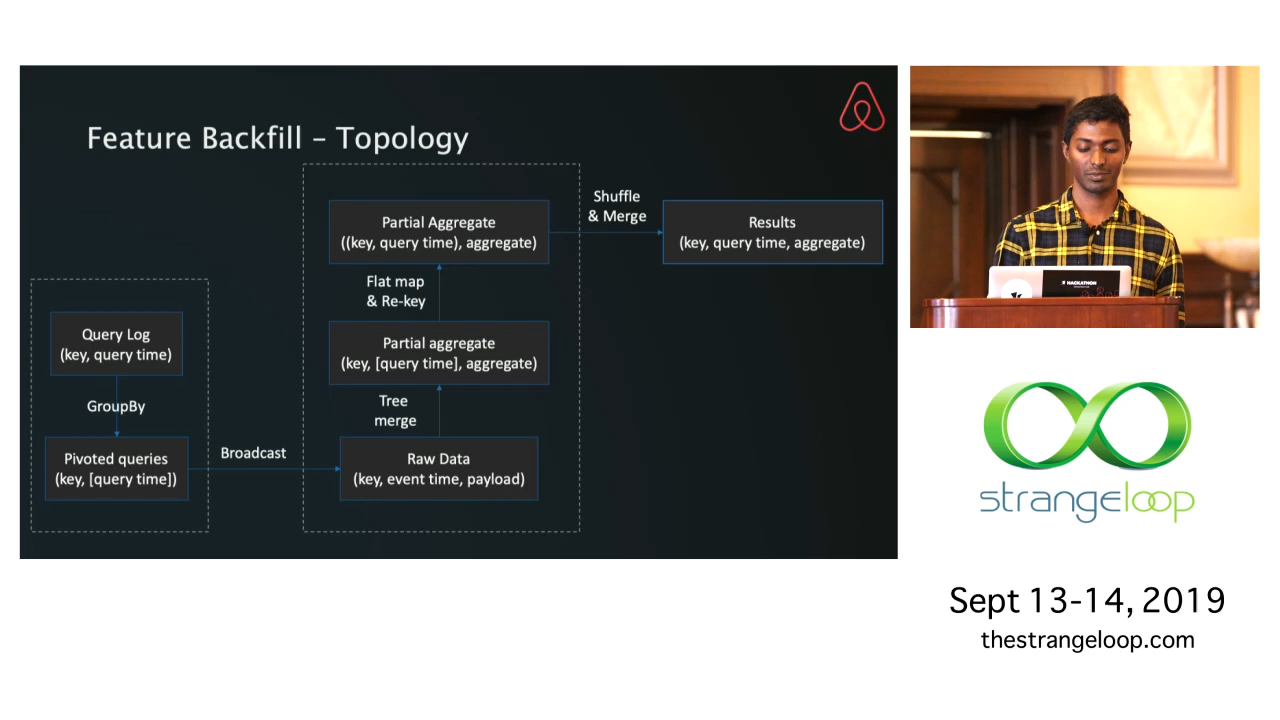 Feature Backfill – Topology
Query Log
(key, query time)
GroupBy
Pivoted queries
(key, [query time])
Broadcast
Partial Aggregate
((key, query time), aggregate)
Flat map
& Re-key
Partial aggregate
(key, [query time], aggregate)
Tree
merge
Raw Data
(key, event time, payload)
Shuffle
& Merge
Results
(key, query time, aggregate)
HACKATHON
strangeloop
Sept 13-14, 2019
thestrangeloop.com